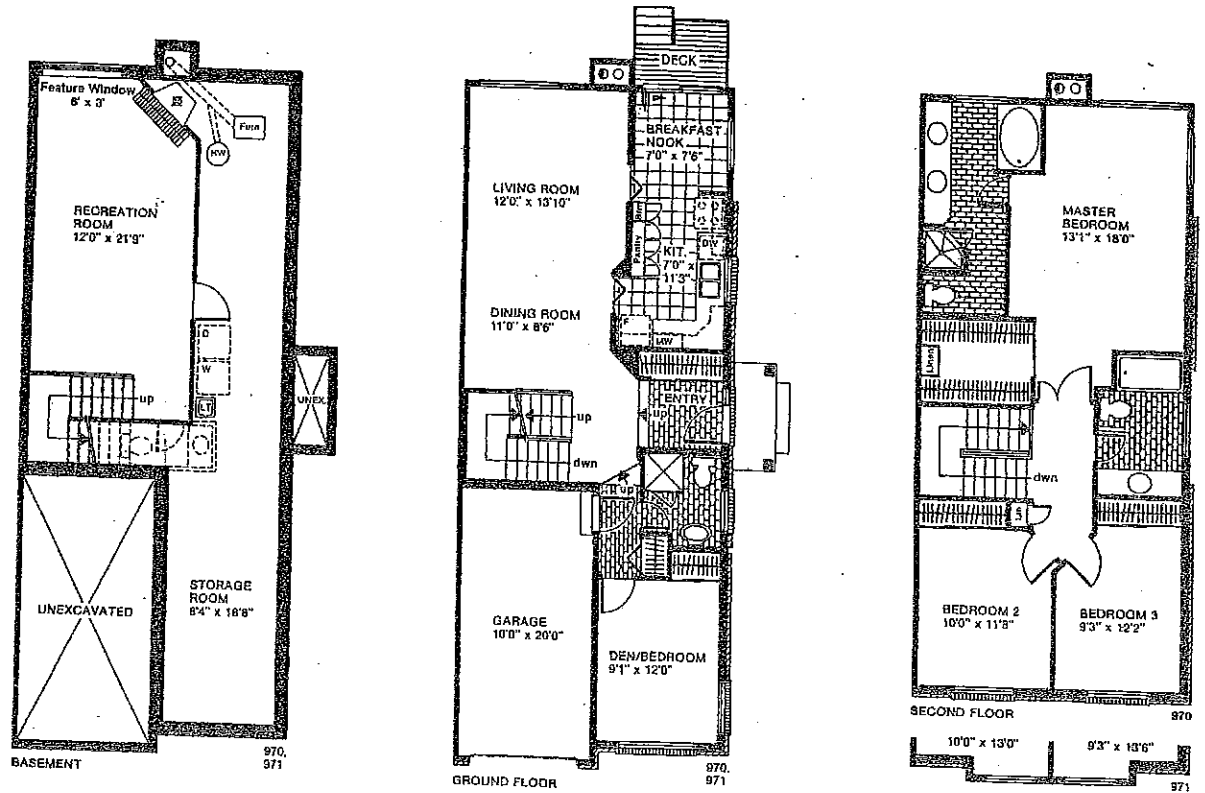 Feature Window
6' x 3'
Furn
HW
RECREATION
ROOM
12'0" x 21'9"
D
W
LT
up
UNEX.
UNEXCAVATED
STORAGE
ROOM
8'4" x 18'8"
BASEMENT
970,
971
DECK
BREAKFAST
NOOK
7'0" x 7'6"
LIVING ROOM
12'0" x 13'10"
Pantry
DW
KIT.
7'0" x
11'3"
DINING ROOM
11'0" x 8'6"
F
MW
ENTRY
up
up
dwn
up
GARAGE
10'0" x 20'0"
DEN/BEDROOM
9'1" x 12'0"
GROUND FLOOR
970,
971
MASTER
BEDROOM
13'1" x 18'0"
Linen
dwn
BEDROOM 2
10'0" x 11'8"
BEDROOM 3
9'3" x 12'2"
SECOND FLOOR
970
10'0" x 13'0"
9'3" x 13'6"
971